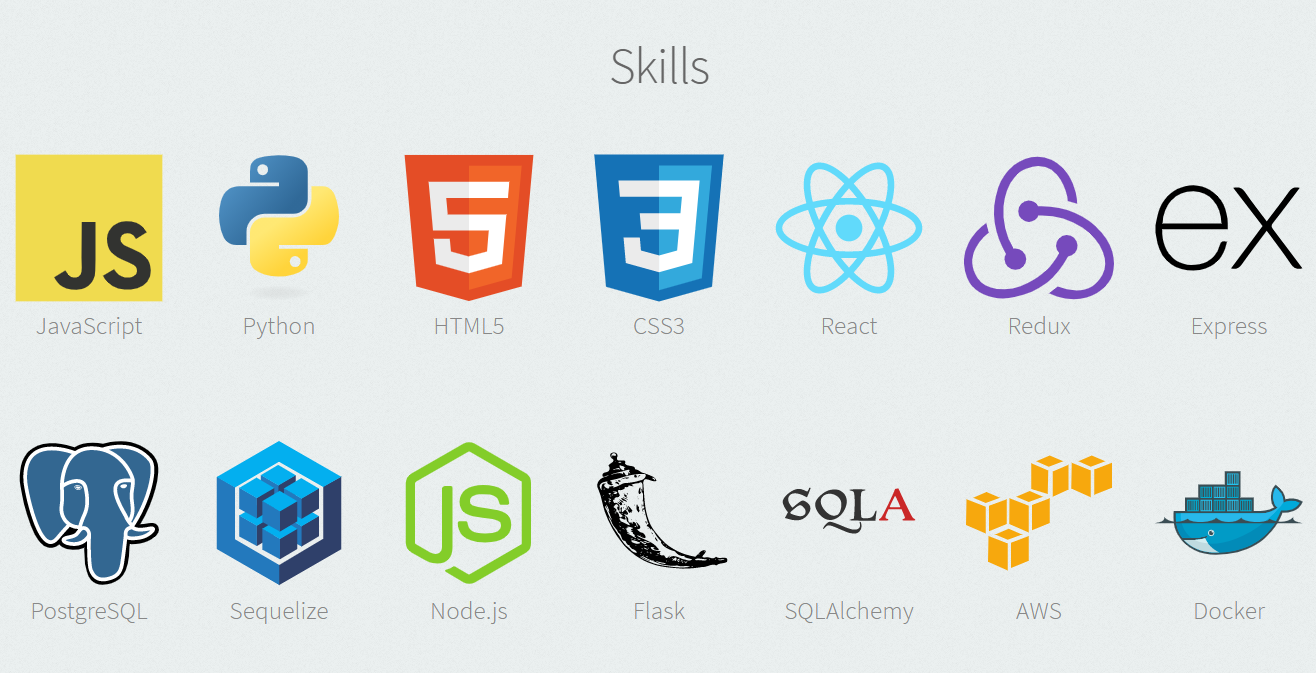 Skills
JS
5
3
ex
JavaScript Python HTML5 CSS3 React Redux Express
JS
SQLA
PostgreSQL Sequelize Node.js Flask SQLAlchemy AWS Docker